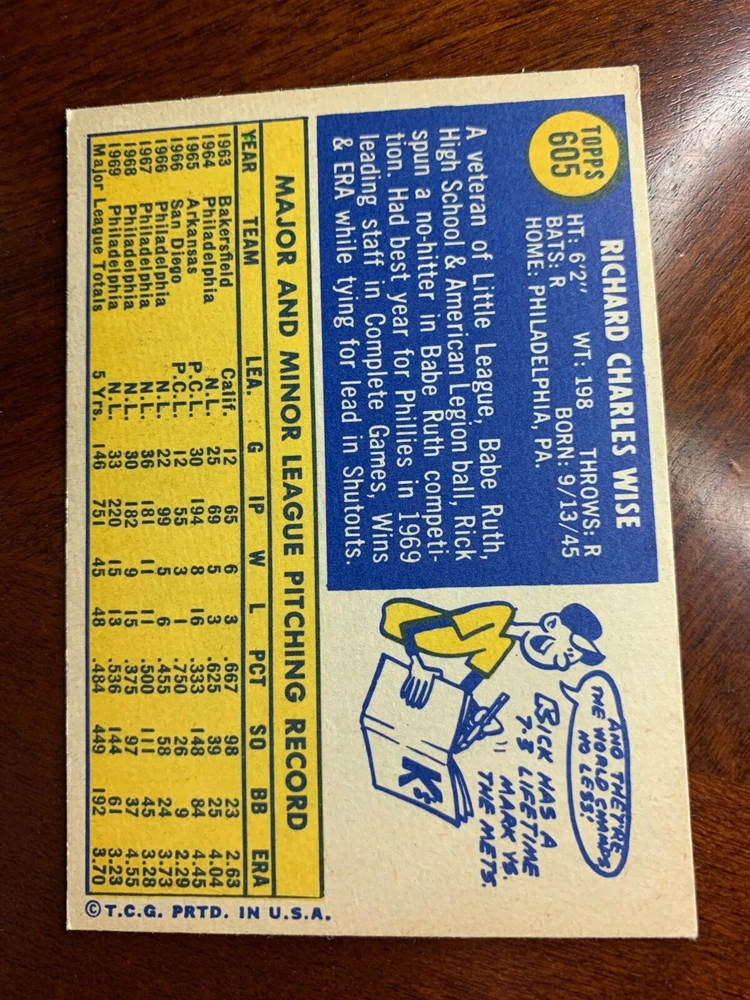 TOPPS
605
RICHARD CHARLES WISE
HT: 6'2" WT: 198 THROWS: R
BATS: R BORN: 9/13/45
HOME: PHILADELPHIA, PA.
A veteran of Little League, Babe Ruth,
High School & American Legion ball, Rick
spun a no-hitter in Babe Ruth competi-
tion. Had best year for Phillies in 1969
leading staff in Complete Games, Wins
& ERA while tying for lead in Shutouts.
AND THEY'RE
THE WORLD CHAMPS,
NO LESS!
RICK HAS A
7-3 LIFETIME
MARK VS.
THE METS.
K's
MAJOR AND MINOR LEAGUE PITCHING RECORD
YEAR TEAM LEA. G IP W L PCT SO BB ERA
1963 Bakersfield Calif. 12 65 6 3 .667 98 23 2.63
1964 Philadelphia N.L. 25 69 5 3 .625 39 25 4.04
1965 Arkansas P.C.L. 30 194 8 16 .333 148 84 4.45
1966 San Diego P.C.L. 12 55 3 1 .750 26 9 2.29
1966 Philadelphia N.L. 22 99 5 6 .455 58 24 3.73
1967 Philadelphia N.L. 36 181 11 11 .500 111 45 3.28
1968 Philadelphia N.L. 30 182 9 15 .375 97 37 4.55
1969 Philadelphia N.L. 33 220 15 13 .536 144 61 3.23
Major League Totals 5 Yrs. 146 751 45 48 .484 449 192 3.70
© T.C.G. PRTD. IN U.S.A.